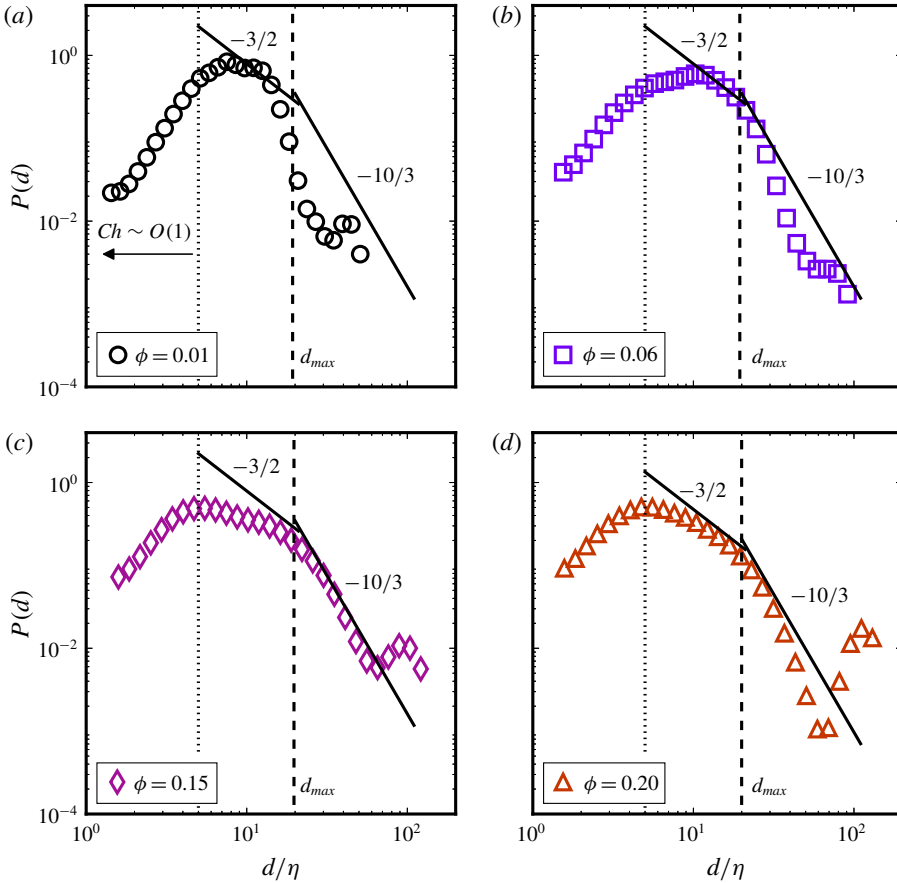 (a)
(b)
10^0
10^−2
10^−4
P(d)
−3/2
−10/3
Ch ∼ O(1)
ϕ = 0.01
d_max
−3/2
−10/3
ϕ = 0.06
d_max
(c)
(d)
10^0
10^−2
10^−4
P(d)
−3/2
−10/3
ϕ = 0.15
d_max
−3/2
−10/3
ϕ = 0.20
d_max
10^0 10^1 10^2
10^0 10^1 10^2
d/η
d/η